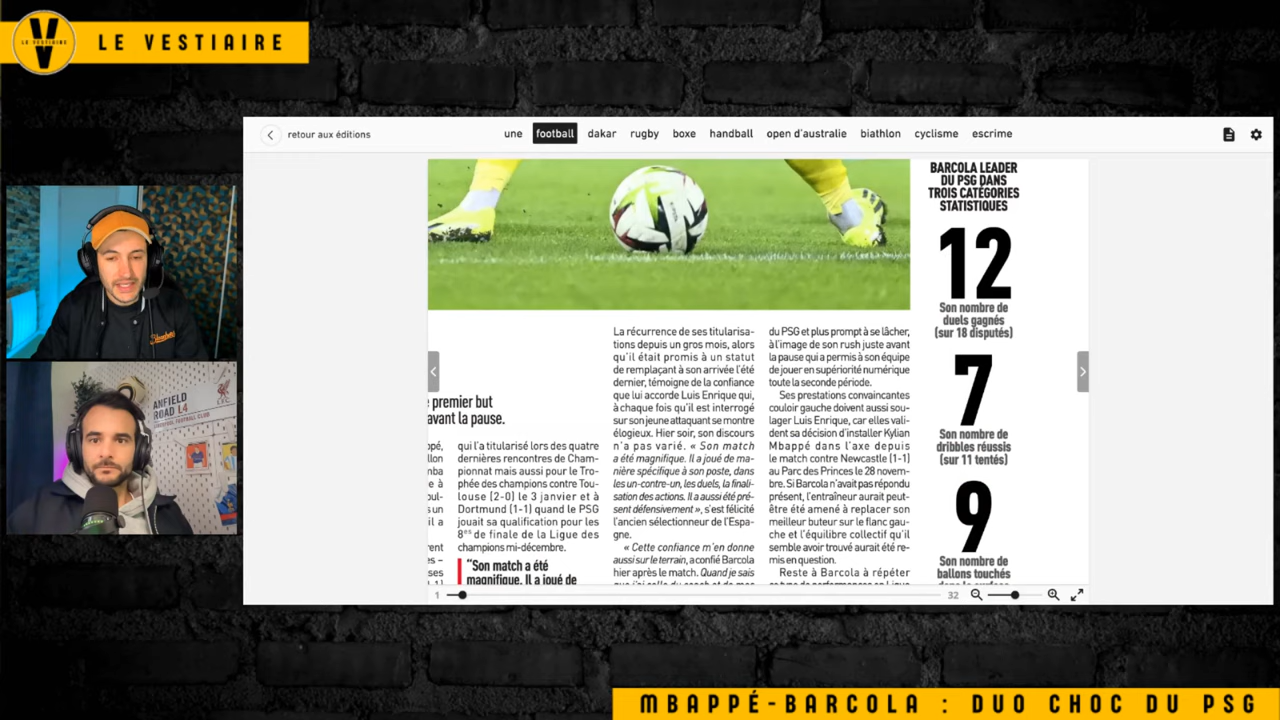 LE VESTIAIRE
LE VESTIAIRE
retour aux éditions
une football dakar rugby boxe handball open d'australie biathlon cyclisme escrime
e premier but
avant la pause.
ppé,
llon
mba
e à
oul-
s un
il a
rent
es –
ses
qui l'a titularisé lors des quatre
dernières rencontres de Cham-
pionnat mais aussi pour le Tro-
phée des champions contre Tou-
louse (2-0) le 3 janvier et à
Dortmund (1-1) quand le PSG
jouait sa qualification pour les
8es de finale de la Ligue des
champions mi-décembre.
"Son match a été
magnifique. Il a joué de
La récurrence de ses titularisa-
tions depuis un gros mois, alors
qu'il était promis à un statut
de remplaçant à son arrivée l'été
dernier, témoigne de la confiance
que lui accorde Luis Enrique qui,
à chaque fois qu'il est interrogé
sur son jeune attaquant se montre
élogieux. Hier soir, son discours
n'a pas varié. « Son match
a été magnifique. Il a joué de ma-
nière spécifique à son poste, dans
les un-contre-un, les duels, la finali-
sation des actions. Il a aussi été pré-
sent défensivement », s'est félicité
l'ancien sélectionneur de l'Espa-
gne.
« Cette confiance m'en donne
aussi sur le terrain, a confié Barcola
hier après le match. Quand je sais
du PSG et plus prompt à se lâcher,
à l'image de son rush juste avant
la pause qui a permis à son équipe
de jouer en supériorité numérique
toute la seconde période.
Ses prestations convaincantes
couloir gauche doivent aussi sou-
lager Luis Enrique, car elles vali-
dent sa décision d'installer Kylian
Mbappé dans l'axe depuis
le match contre Newcastle (1-1)
au Parc des Princes le 28 novem-
bre. Si Barcola n'avait pas répondu
présent, l'entraîneur aurait peut-
être été amené à replacer son
meilleur buteur sur le flanc gau-
che et l'équilibre collectif qu'il
semble avoir trouvé aurait été re-
mis en question.
Reste à Barcola à répéter
BARCOLA LEADER
DU PSG DANS
TROIS CATÉGORIES
STATISTIQUES
12
Son nombre de
duels gagnés
(sur 18 disputés)
7
Son nombre de
dribbles réussis
(sur 11 tentés)
9
Son nombre de
ballons touchés
1
32
ANFIELD
ROAD L4
LIVERPOOL FOOTBALL CLUB
MBAPPÉ-BARCOLA : DUO CHOC DU PSG